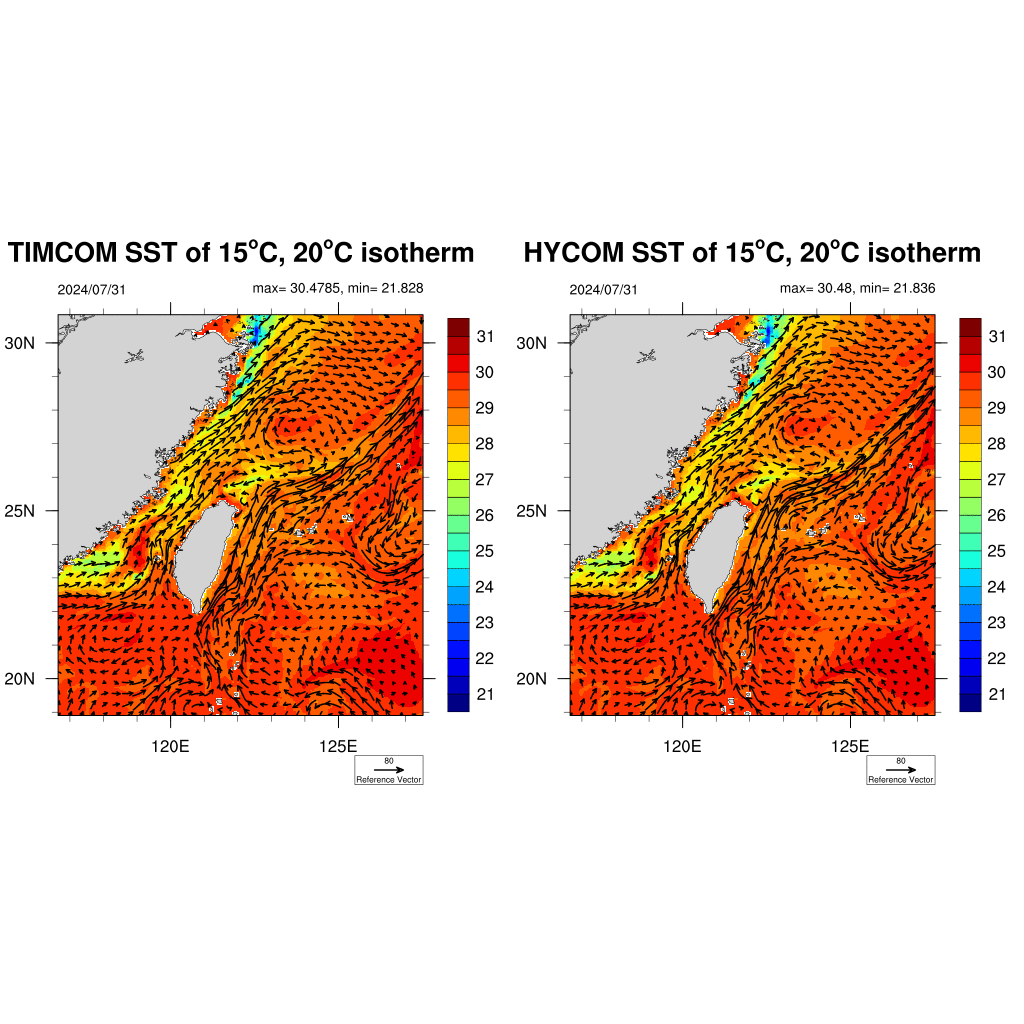 TIMCOM SST of 15°C, 20°C isotherm
2024/07/31
max= 30.4785, min= 21.828
30N
25N
20N
120E
125E
31
30
29
28
27
26
25
24
23
22
21
80
Reference Vector
HYCOM SST of 15°C, 20°C isotherm
2024/07/31
max= 30.48, min= 21.836
30N
25N
20N
120E
125E
31
30
29
28
27
26
25
24
23
22
21
80
Reference Vector